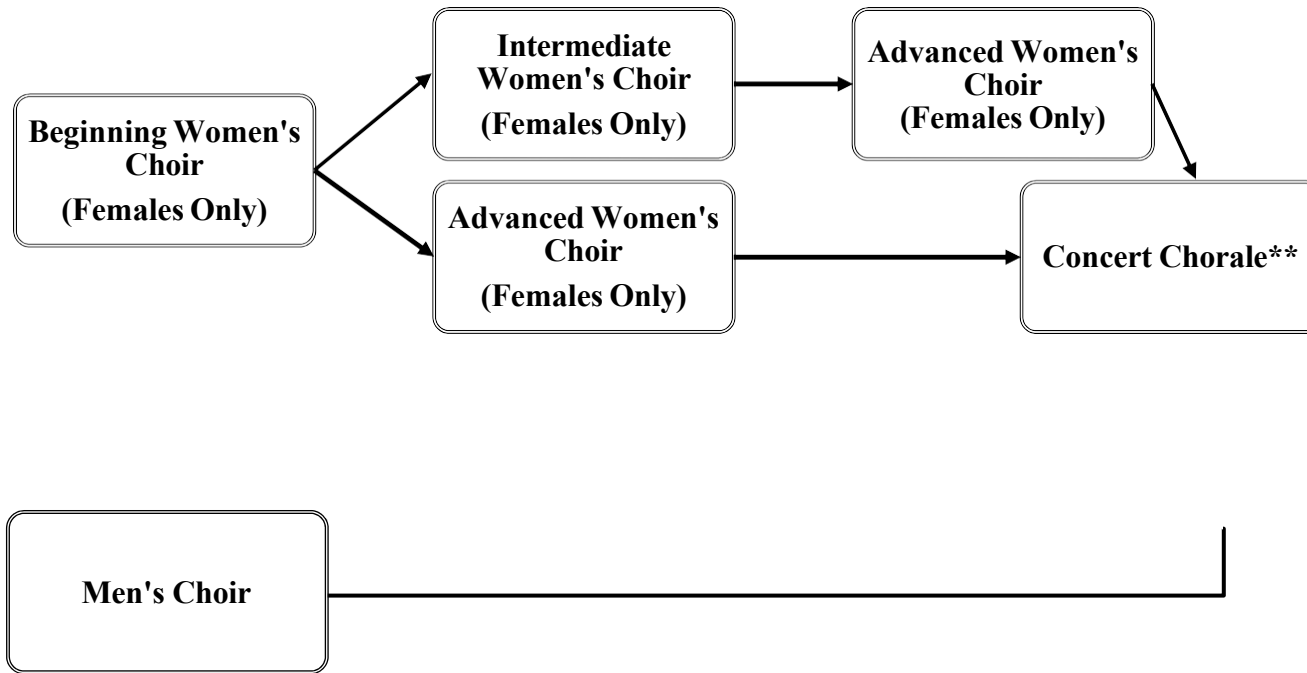 Intermediate
Women's Choir
(Females Only)
Advanced Women's
Choir
(Females Only)
Beginning Women's
Choir
(Females Only)
Advanced Women's
Choir
(Females Only)
Concert Chorale**
Men's Choir